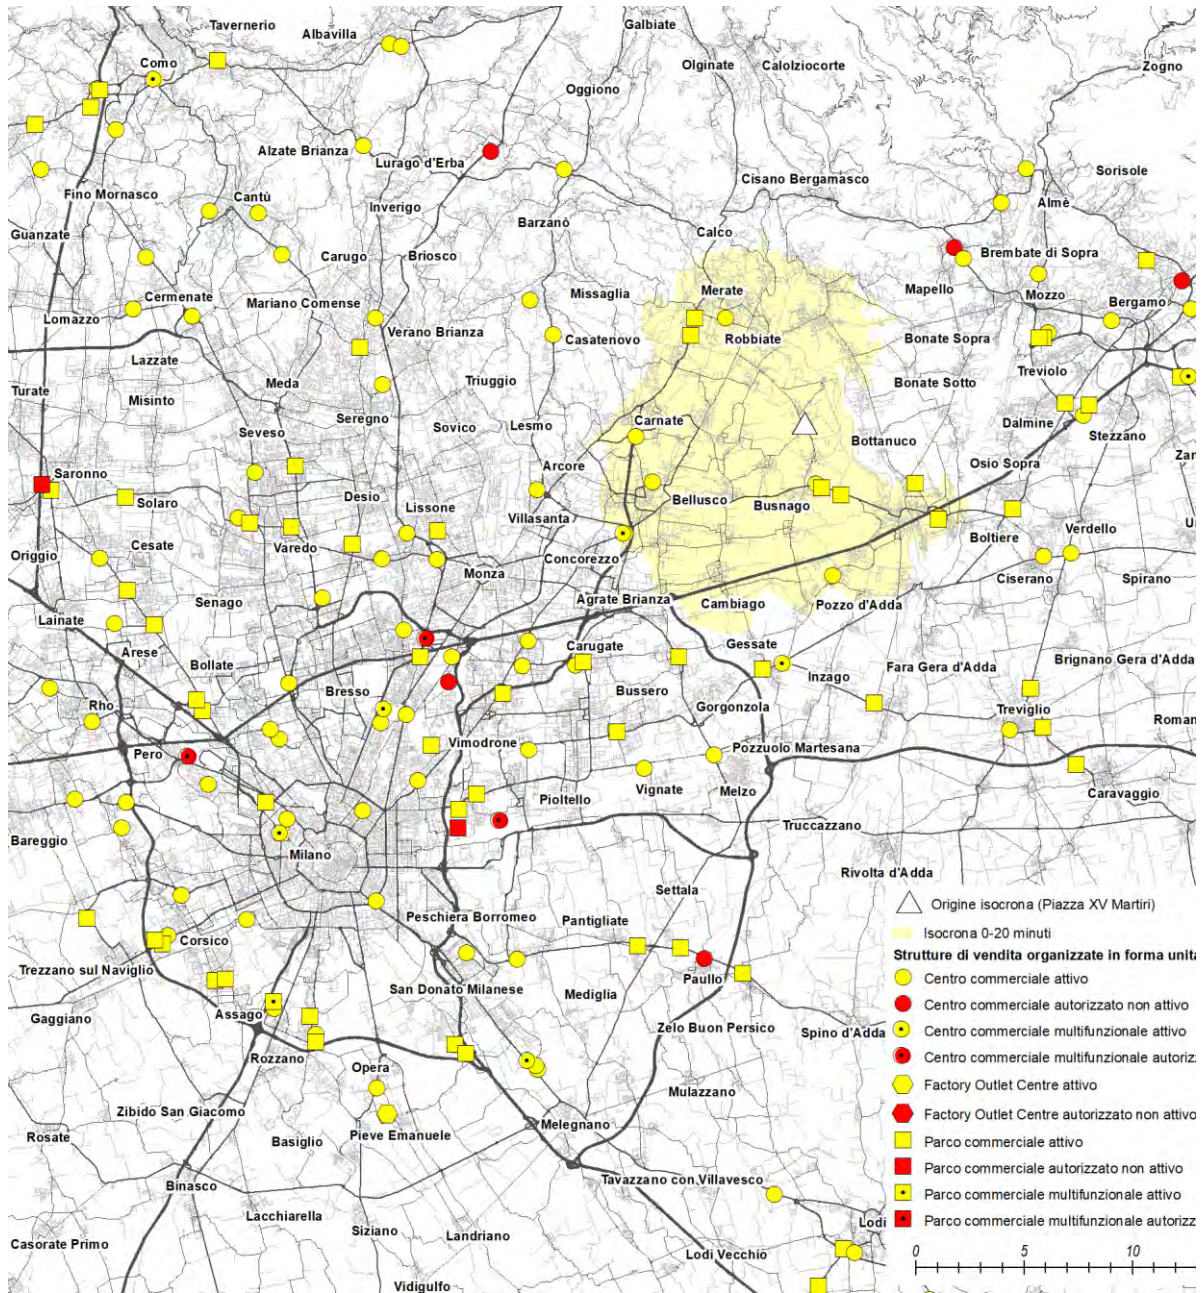 Tavernerio
Albavilla
Galbiate
Como
Olginate
Calolziocorte
Zogno
Oggiono
Alzate Brianza
Lurago d'Erba
Cisano Bergamasco
Sorisole
Fino Mornasco
Cantù
Inverigo
Barzanò
Almè
Guanzate
Calco
Carugo
Briosco
Brembate di Sopra
Missaglia
Merate
Mapello
Mozzo
Cermenate
Mariano Comense
Bergamo
Lomazzo
Verano Brianza
Casatenovo
Robbiate
Bonate Sopra
Lazzate
Treviolo
Turate
Misinto
Meda
Triuggio
Bonate Sotto
Seregno
Sovico
Lesmo
Carnate
Dalmine
Seveso
Bottanuco
Stezzano
Zan
Saronno
Arcore
Osio Sopra
Solaro
Desio
Lissone
Villasanta
Bellusco
Busnago
Verdello
Origgio
Cesate
Varedo
Concorezzo
Boltiere
Monza
Ciserano
Spirano
Senago
Agrate Brianza
Cambiago
Pozzo d'Adda
Lainate
Arese
Bollate
Carugate
Gessate
Brignano Gera d'Adda
Fara Gera d'Adda
Bresso
Bussero
Inzago
Rho
Gorgonzola
Treviglio
Roman
Pero
Vimodrone
Pozzuolo Martesana
Pioltello
Vignate
Melzo
Caravaggio
Bareggio
Truccazzano
Milano
Rivolta d'Adda
Settala
Peschiera Borromeo
Pantigliate
Corsico
Trezzano sul Naviglio
Paullo
San Donato Milanese
Mediglia
Gaggiano
Assago
Zelo Buon Persico
Spino d'Adda
Rozzano
Opera
Mulazzano
Zibido San Giacomo
Melegnano
Rosate
Basiglio
Pieve Emanuele
Binasco
Tavazzano con Villavesco
Lacchiarella
Siziano
Landriano
Lodi
Casorate Primo
Lodi Vecchio
Vidigulfo
Origine isocrona (Piazza XV Martiri)
Isocrona 0-20 minuti
Strutture di vendita organizzate in forma unita
Centro commerciale attivo
Centro commerciale autorizzato non attivo
Centro commerciale multifunzionale attivo
Centro commerciale multifunzionale autorizz
Factory Outlet Centre attivo
Factory Outlet Centre autorizzato non attivo
Parco commerciale attivo
Parco commerciale autorizzato non attivo
Parco commerciale multifunzionale attivo
Parco commerciale multifunzionale autorizz
0 5 10